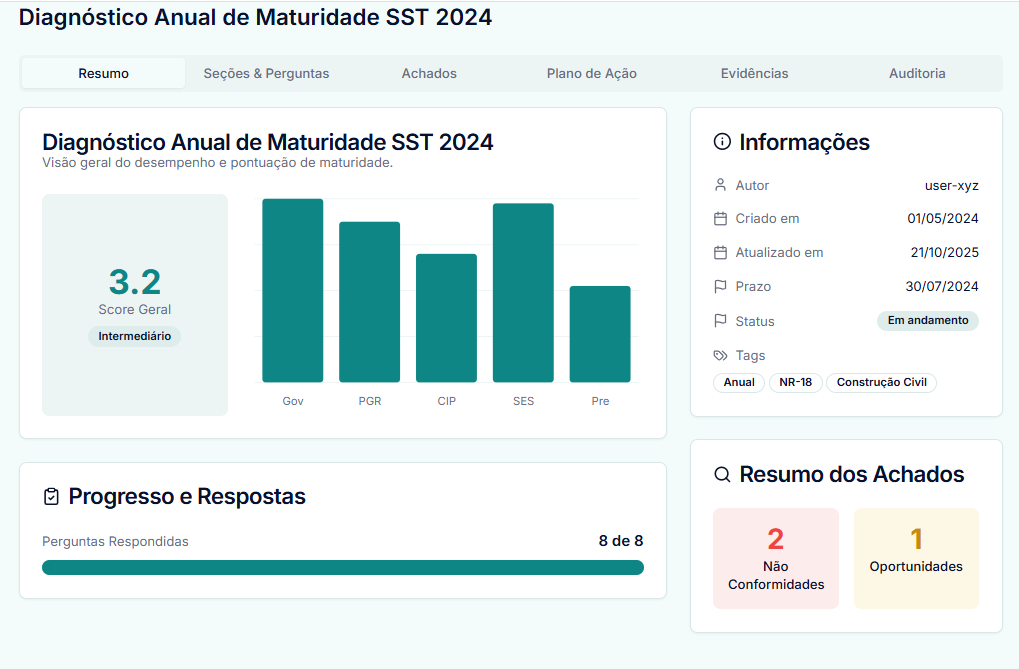 Diagnóstico Anual de Maturidade SST 2024
Resumo
Seções & Perguntas
Achados
Plano de Ação
Evidências
Auditoria
Diagnóstico Anual de Maturidade SST 2024
Visão geral do desempenho e pontuação de maturidade.
3.2
Score Geral
Intermediário
Gov
PGR
CIP
SES
Pre
Progresso e Respostas
Perguntas Respondidas 8 de 8
Informações
Autor user-xyz
Criado em 01/05/2024
Atualizado em 21/10/2025
Prazo 30/07/2024
Status Em andamento
Tags
Anual NR-18 Construção Civil
Resumo dos Achados
2
Não
Conformidades
1
Oportunidades